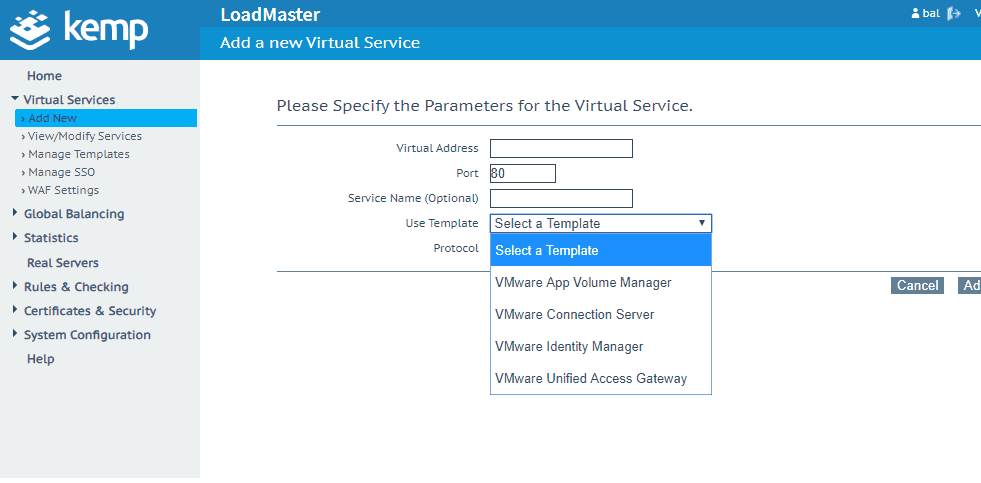 kemp
LoadMaster
bal
V
Add a new Virtual Service
Home
Virtual Services
› Add New
› View/Modify Services
› Manage Templates
› Manage SSO
› WAF Settings
Global Balancing
Statistics
Real Servers
Rules & Checking
Certificates & Security
System Configuration
Help
Please Specify the Parameters for the Virtual Service.
Virtual Address
Port 80
Service Name (Optional)
Use Template Select a Template
Protocol
Select a Template
VMware App Volume Manager
VMware Connection Server
VMware Identity Manager
VMware Unified Access Gateway
Cancel Ad